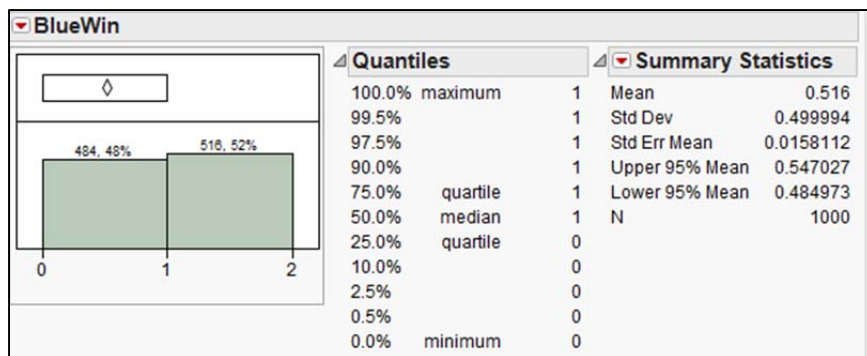 BlueWin
484, 48%
516, 52%
0 1 2
Quantiles
100.0% maximum 1
99.5% 1
97.5% 1
90.0% 1
75.0% quartile 1
50.0% median 1
25.0% quartile 0
10.0% 0
2.5% 0
0.5% 0
0.0% minimum 0
Summary Statistics
Mean 0.516
Std Dev 0.499994
Std Err Mean 0.0158112
Upper 95% Mean 0.547027
Lower 95% Mean 0.484973
N 1000